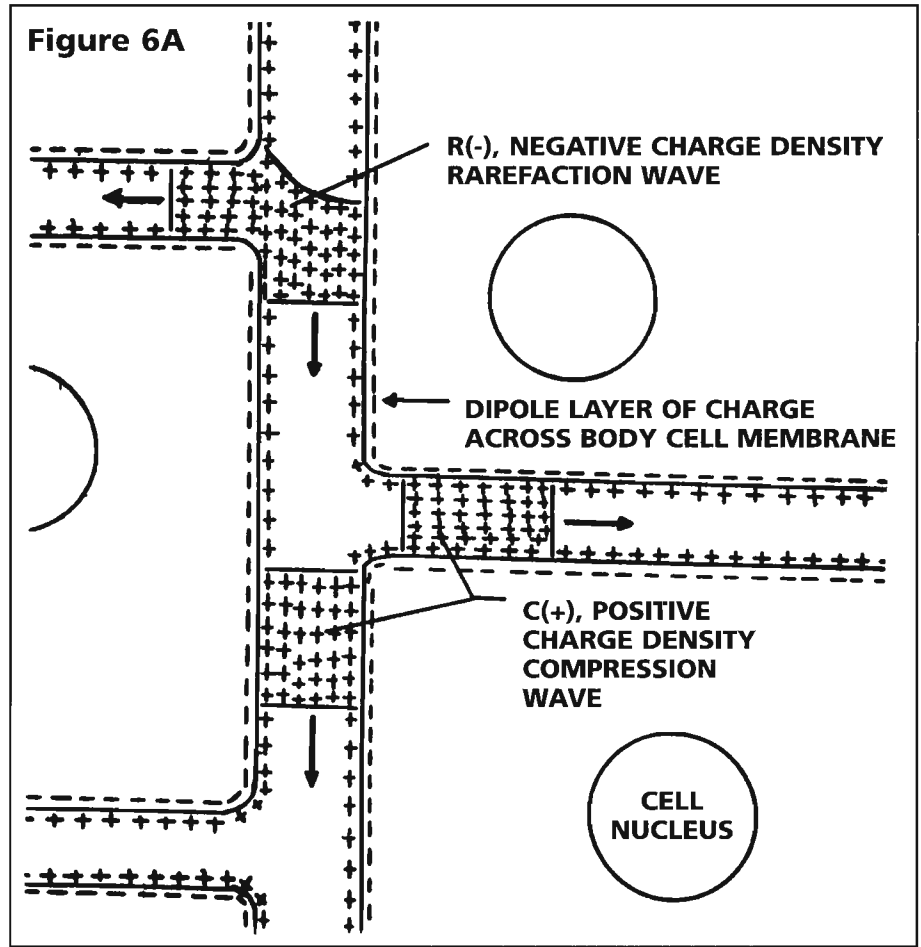 Figure 6A
R(-), NEGATIVE CHARGE DENSITY
RAREFACTION WAVE
DIPOLE LAYER OF CHARGE
ACROSS BODY CELL MEMBRANE
C(+), POSITIVE
CHARGE DENSITY
COMPRESSION
WAVE
CELL
NUCLEUS